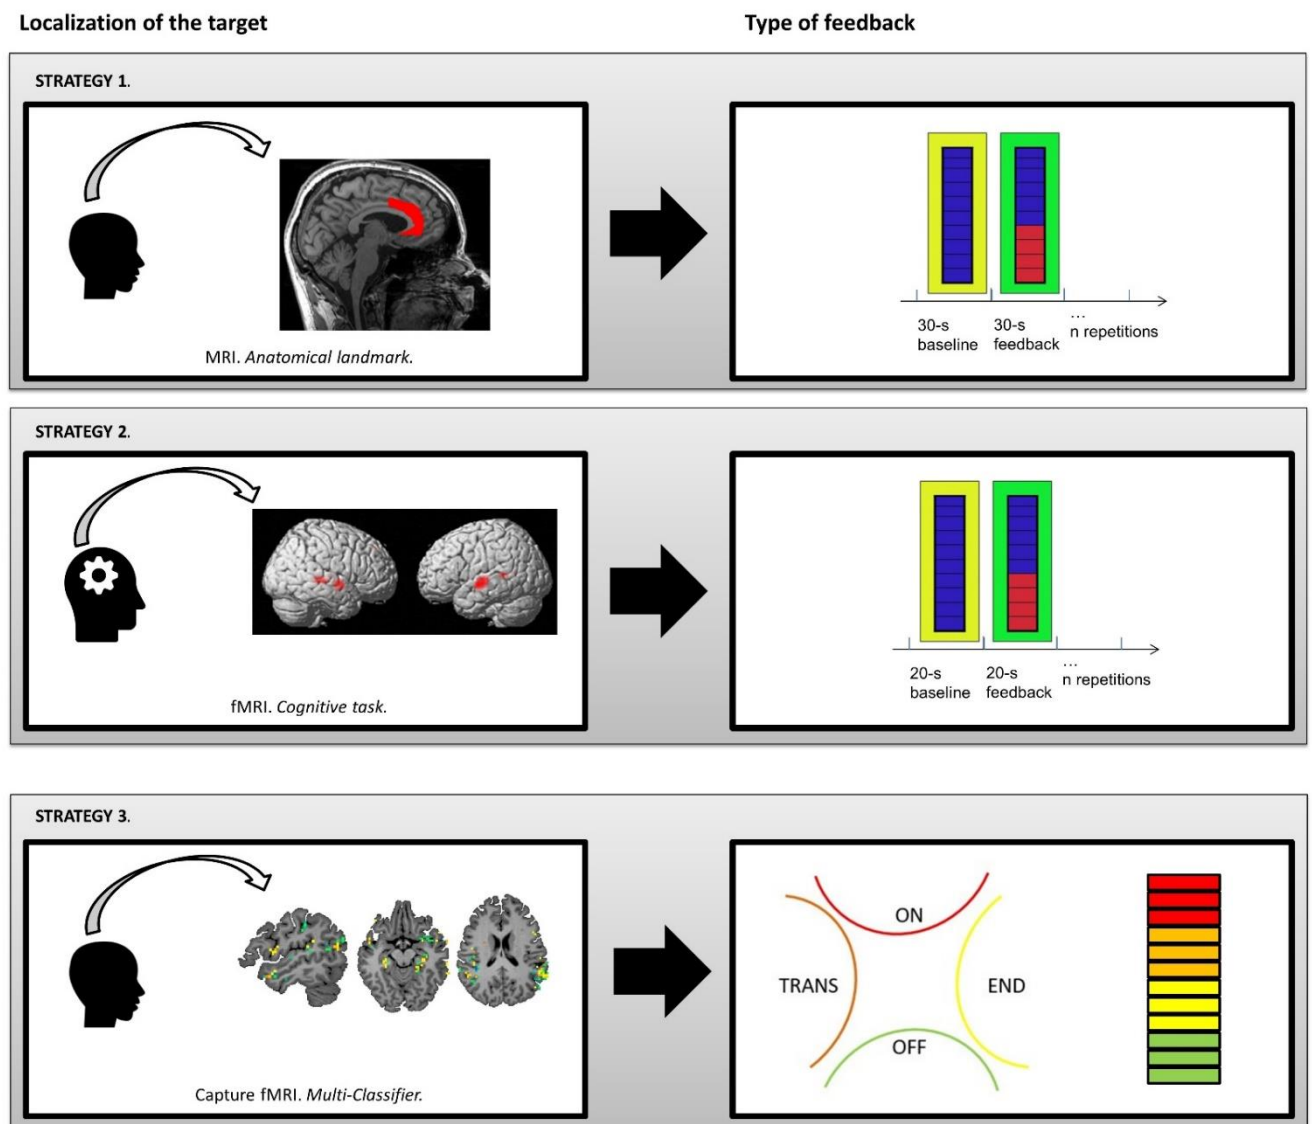 Localization of the target
Type of feedback
STRATEGY 1.
MRI. Anatomical landmark.
30-s
baseline
30-s
feedback
...
n repetitions
STRATEGY 2.
fMRI. Cognitive task.
20-s
baseline
20-s
feedback
...
n repetitions
STRATEGY 3.
Capture fMRI. Multi-Classifier.
ON
TRANS
END
OFF